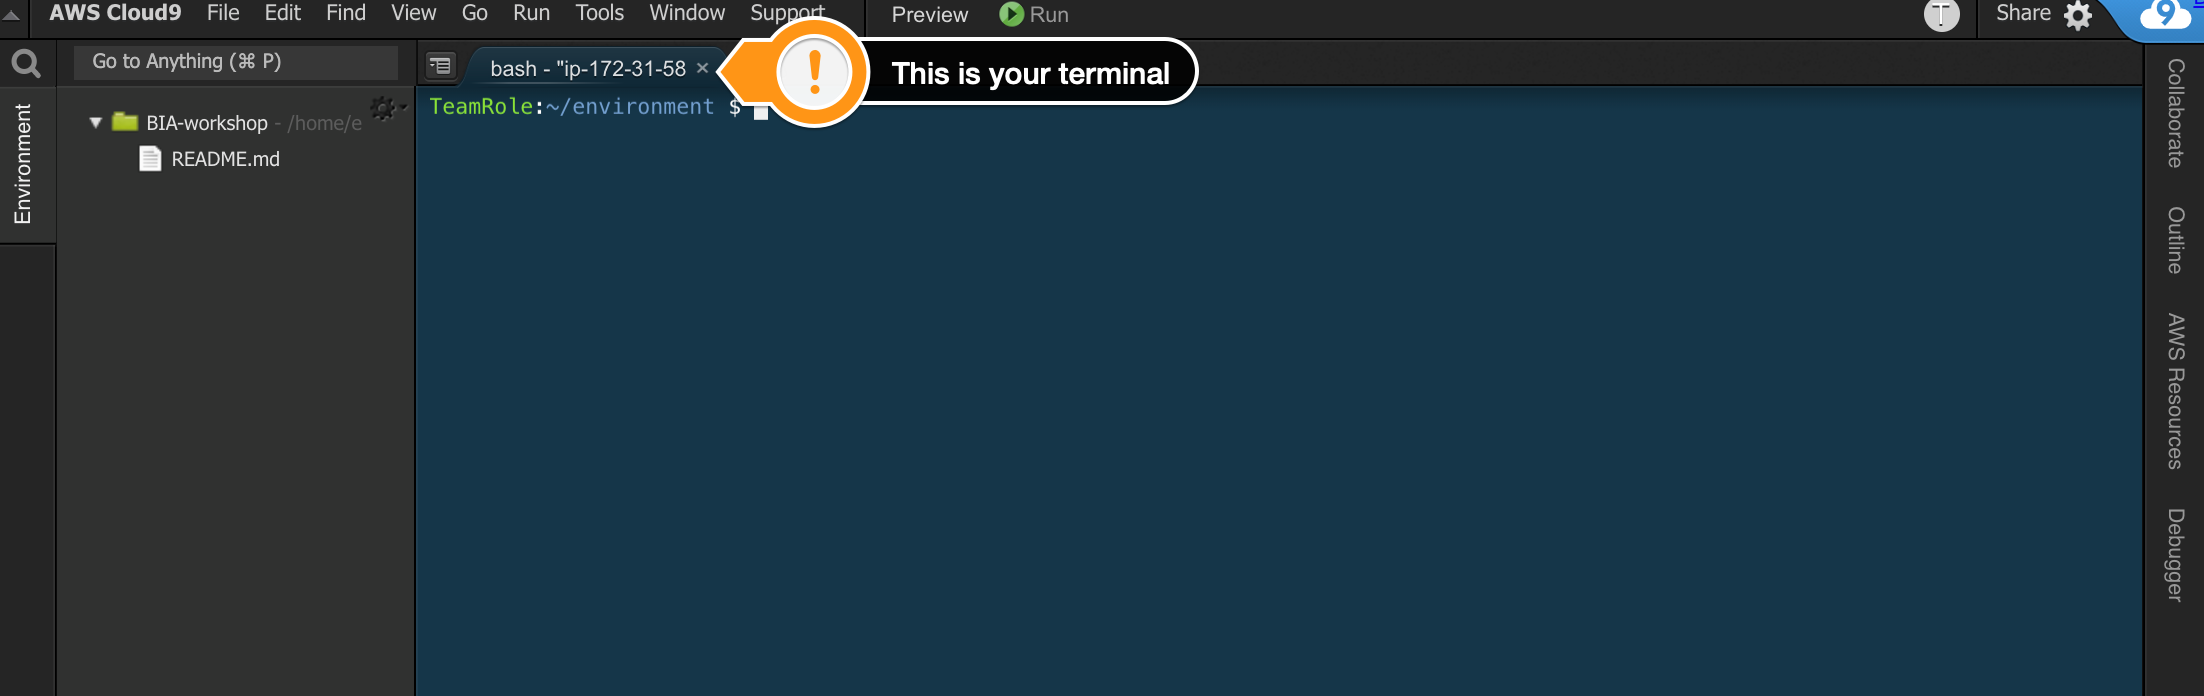 AWS Cloud9 File Edit Find View Go Run Tools Window Support Preview Run T Share 9
Go to Anything (⌘ P)
bash - "ip-172-31-58 ×
! This is your terminal
TeamRole:~/environment $
BIA-workshop - /home/e
README.md
Environment
Collaborate
Outline
AWS Resources
Debugger